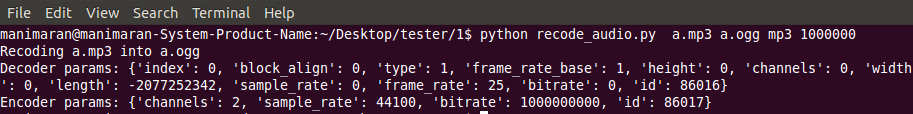 File Edit View Search Terminal Help
manimaran@manimaran-System-Product-Name:~/Desktop/tester/1$ python recode_audio.py  a.mp3 a.ogg mp3 1000000
Recoding a.mp3 into a.ogg
Decoder params: {'index': 0, 'block_align': 0, 'type': 1, 'frame_rate_base': 1, 'height': 0, 'channels': 0, 'width
': 0, 'length': -2077252342, 'sample_rate': 0, 'frame_rate': 25, 'bitrate': 0, 'id': 86016}
Encoder params: {'channels': 2, 'sample_rate': 44100, 'bitrate': 1000000000, 'id': 86017}